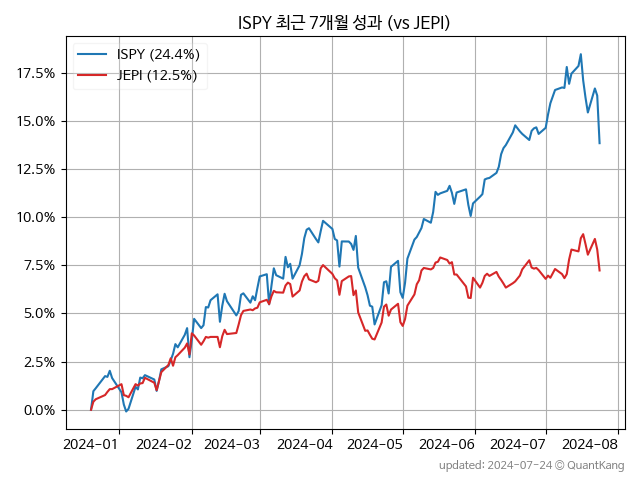 ISPY 최근 7개월 성과 (vs JEPI)
ISPY (24.4%)
JEPI (12.5%)
17.5%
15.0%
12.5%
10.0%
7.5%
5.0%
2.5%
0.0%
2024-01 2024-02 2024-03 2024-04 2024-05 2024-06 2024-07 2024-08
updated: 2024-07-24 © QuantKang